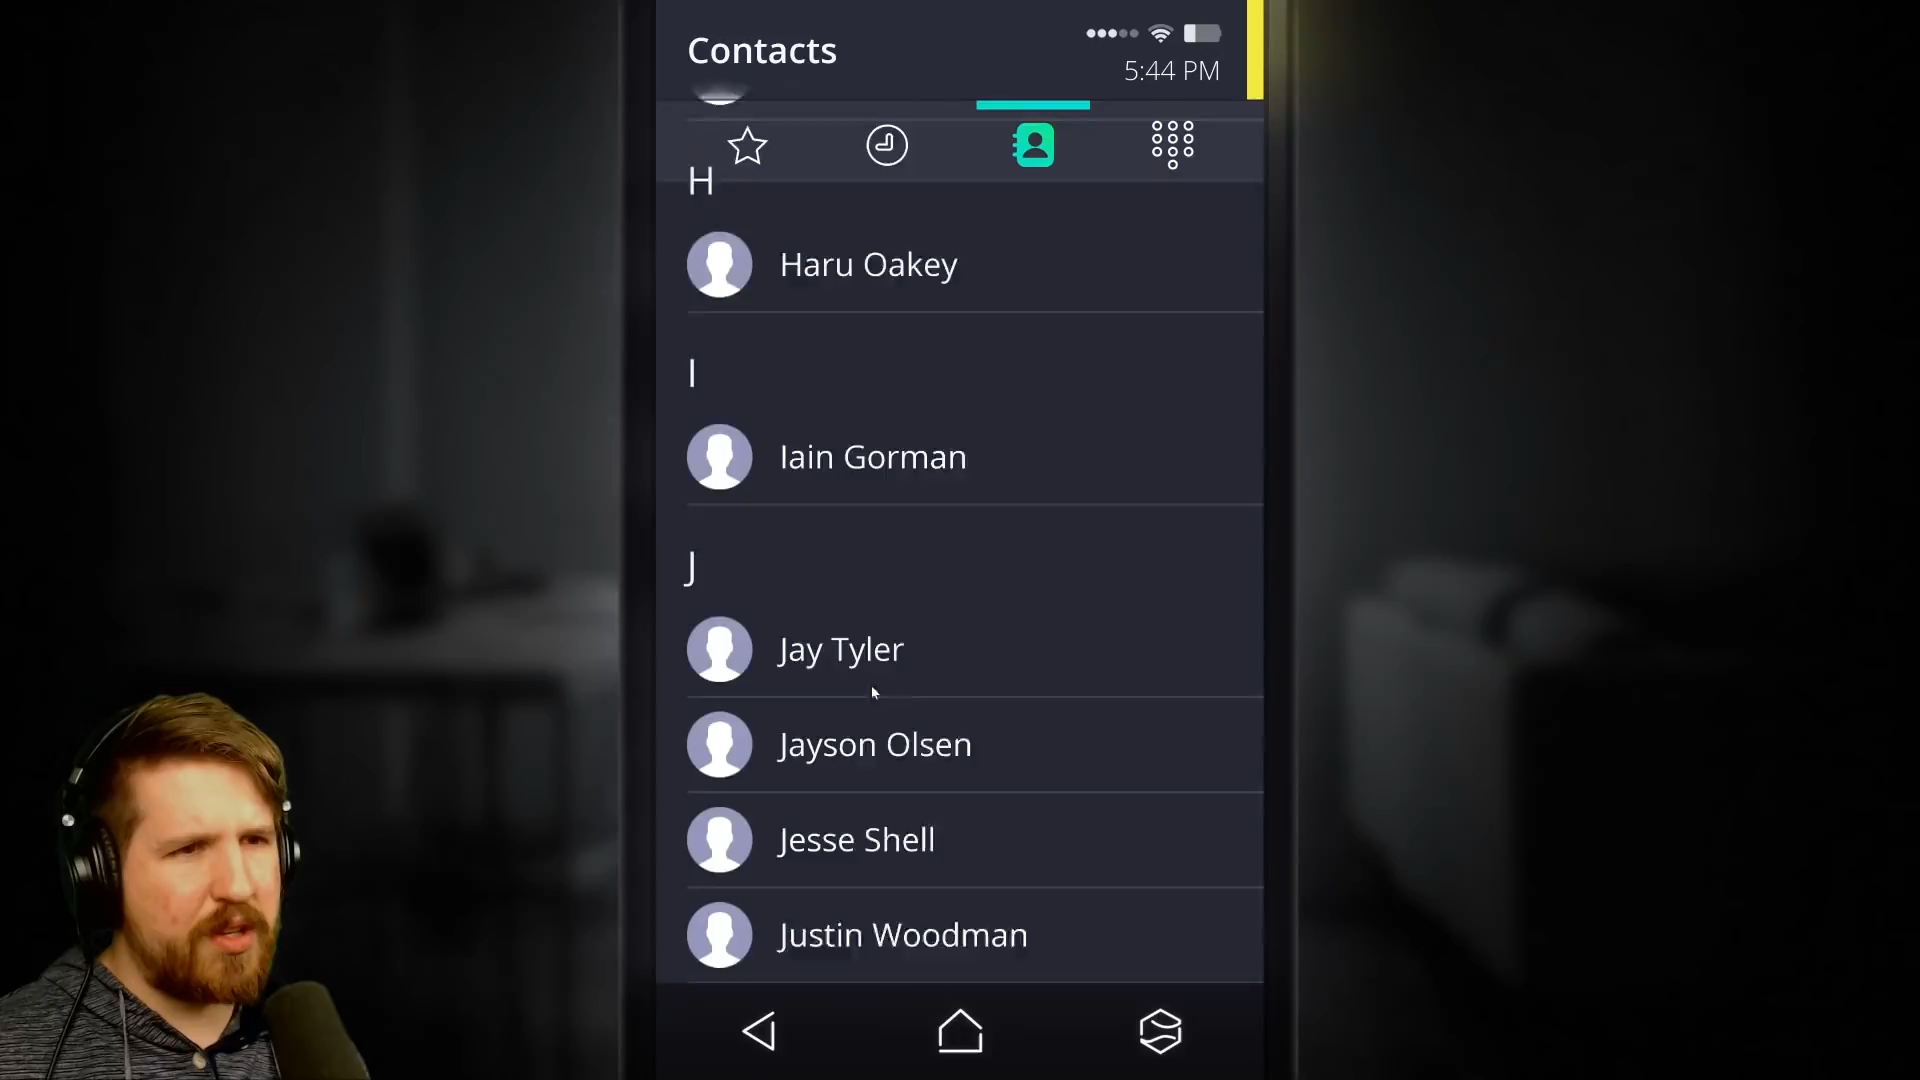 Contacts
5:44 PM
H
Haru Oakey
I
Iain Gorman
J
Jay Tyler
Jayson Olsen
Jesse Shell
Justin Woodman